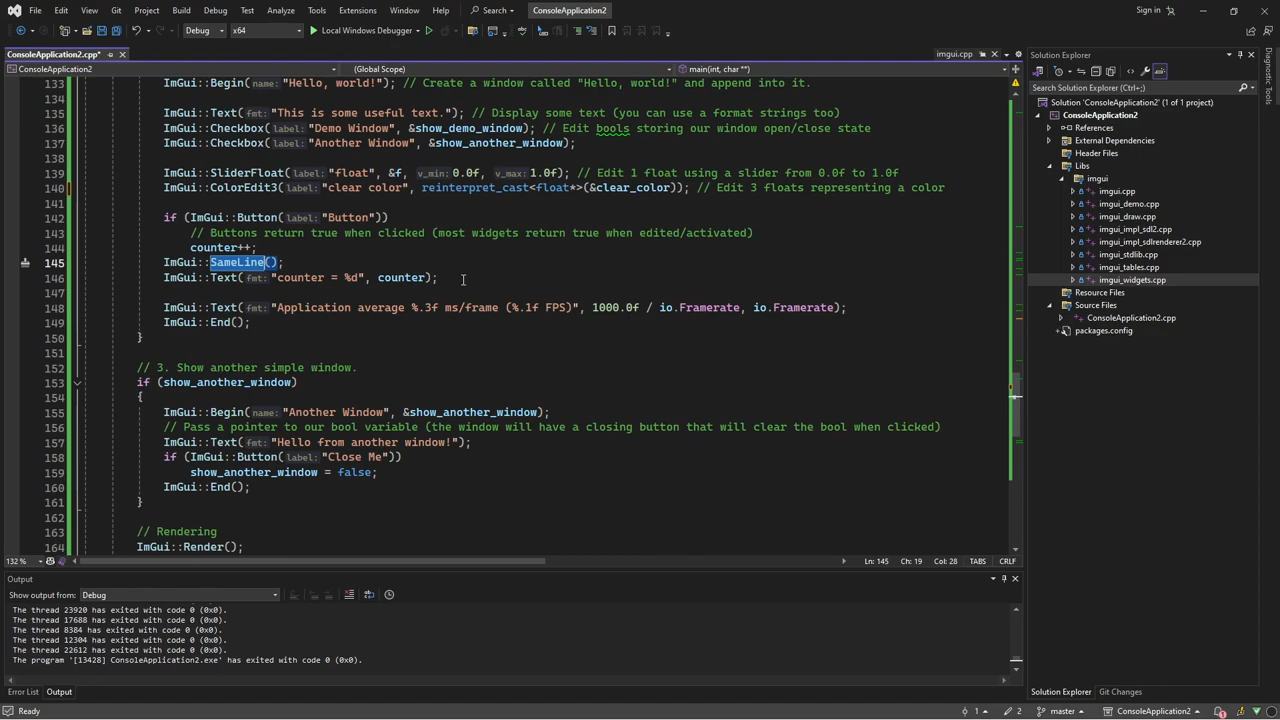 File Edit View Git Project Build Debug Test Analyze Tools Extensions Window Help Search ConsoleApplication2 Sign in
Debug x64 Local Windows Debugger
ConsoleApplication2.cpp* imgui.cpp
ConsoleApplication2 (Global Scope) main(int, char **)
133 ImGui::Begin(name: "Hello, world!"); // Create a window called "Hello, world!" and append into it.
134
135 ImGui::Text(fmt: "This is some useful text."); // Display some text (you can use a format strings too)
136 ImGui::Checkbox(label: "Demo Window", &show_demo_window); // Edit bools storing our window open/close state
137 ImGui::Checkbox(label: "Another Window", &show_another_window);
138
139 ImGui::SliderFloat(label: "float", &f, v_min: 0.0f, v_max: 1.0f); // Edit 1 float using a slider from 0.0f to 1.0f
140 ImGui::ColorEdit3(label: "clear color", reinterpret_cast<float*>(&clear_color)); // Edit 3 floats representing a color
141
142 if (ImGui::Button(label: "Button"))
143 // Buttons return true when clicked (most widgets return true when edited/activated)
144 counter++;
145 ImGui::SameLine();
146 ImGui::Text(fmt: "counter = %d", counter);
147
148 ImGui::Text(fmt: "Application average %.3f ms/frame (%.1f FPS)", 1000.0f / io.Framerate, io.Framerate);
149 ImGui::End();
150 }
151
152 // 3. Show another simple window.
153 if (show_another_window)
154 {
155 ImGui::Begin(name: "Another Window", &show_another_window);
156 // Pass a pointer to our bool variable (the window will have a closing button that will clear the bool when clicked)
157 ImGui::Text(fmt: "Hello from another window!");
158 if (ImGui::Button(label: "Close Me"))
159 show_another_window = false;
160 ImGui::End();
161 }
162
163 // Rendering
164 ImGui::Render();
132 % Ln: 145 Ch: 19 Col: 28 TABS CRLF
Output
Show output from: Debug
The thread 23920 has exited with code 0 (0x0).
The thread 17688 has exited with code 0 (0x0).
The thread 8384 has exited with code 0 (0x0).
The thread 12304 has exited with code 0 (0x0).
The thread 22612 has exited with code 0 (0x0).
The program '[13428] ConsoleApplication2.exe' has exited with code 0 (0x0).
Error List Output
Solution Explorer
Search Solution Explorer (Ctrl+;)
Solution 'ConsoleApplication2' (1 of 1 project)
ConsoleApplication2
References
External Dependencies
Header Files
Libs
imgui
imgui.cpp
imgui_demo.cpp
imgui_draw.cpp
imgui_impl_sdl2.cpp
imgui_impl_sdlrenderer2.cpp
imgui_stdlib.cpp
imgui_tables.cpp
imgui_widgets.cpp
Resource Files
Source Files
ConsoleApplication2.cpp
packages.config
Solution Explorer Git Changes
Diagnostic Tools
Ready 1 2 master ConsoleApplication2 1